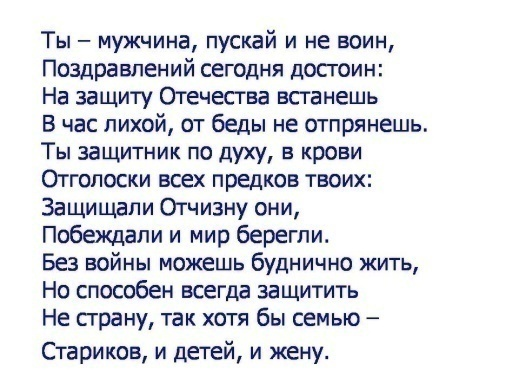 Ты – мужчина, пускай и не воин,
Поздравлений сегодня достоин:
На защиту Отечества встанешь
В час лихой, от беды не отпрянешь.
Ты защитник по духу, в крови
Отголоски всех предков твоих:
Защищали Отчизну они,
Побеждали и мир берегли.
Без войны можешь буднично жить,
Но способен всегда защитить
Не страну, так хотя бы семью –
Стариков, и детей, и жену.